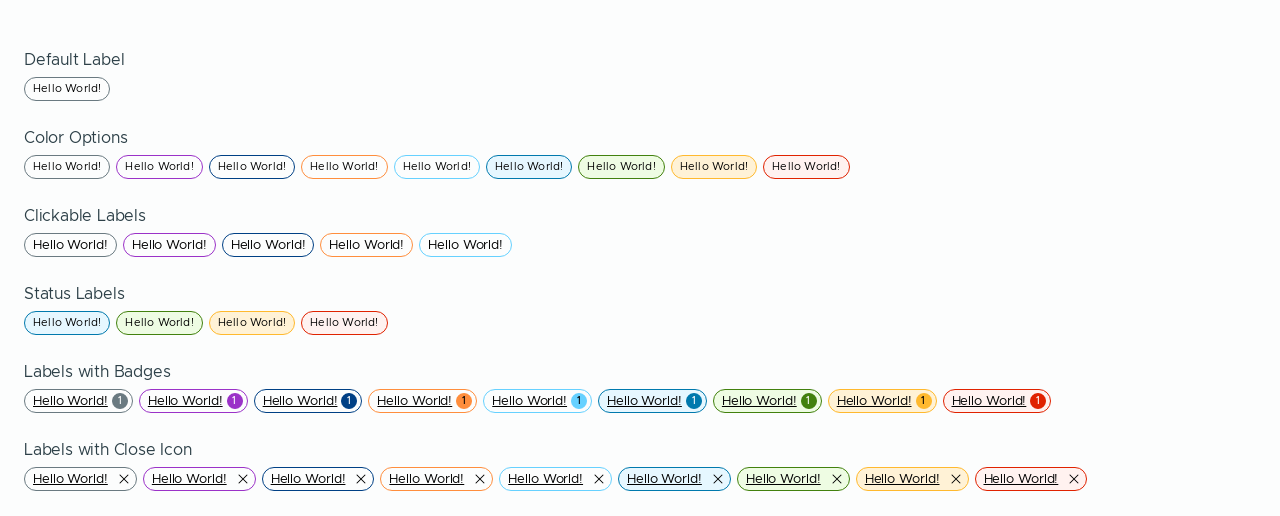 Default Label
Hello World!
Color Options
Hello World! Hello World! Hello World! Hello World! Hello World! Hello World! Hello World! Hello World! Hello World!
Clickable Labels
Hello World! Hello World! Hello World! Hello World! Hello World!
Status Labels
Hello World! Hello World! Hello World! Hello World!
Labels with Badges
Hello World! 1 Hello World! 1 Hello World! 1 Hello World! 1 Hello World! 1 Hello World! 1 Hello World! 1 Hello World! 1 Hello World! 1
Labels with Close Icon
Hello World! Hello World! Hello World! Hello World! Hello World! Hello World! Hello World! Hello World! Hello World!